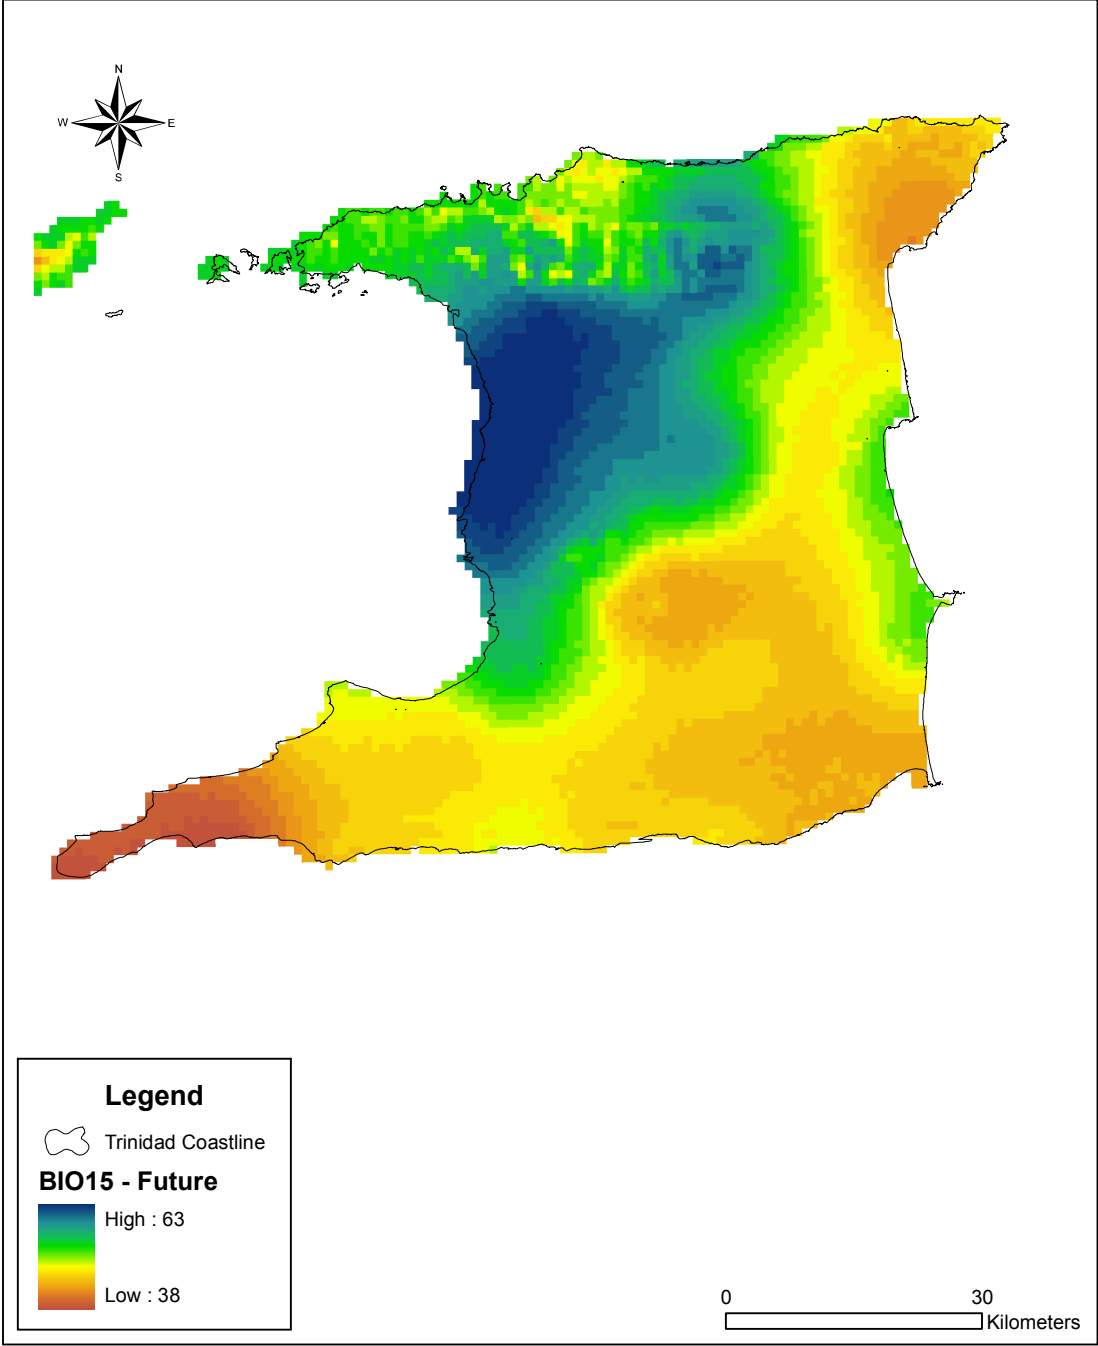 N
W E
S
Legend
Trinidad Coastline
BIO15 - Future
High : 63
Low : 38
0 30
Kilometers